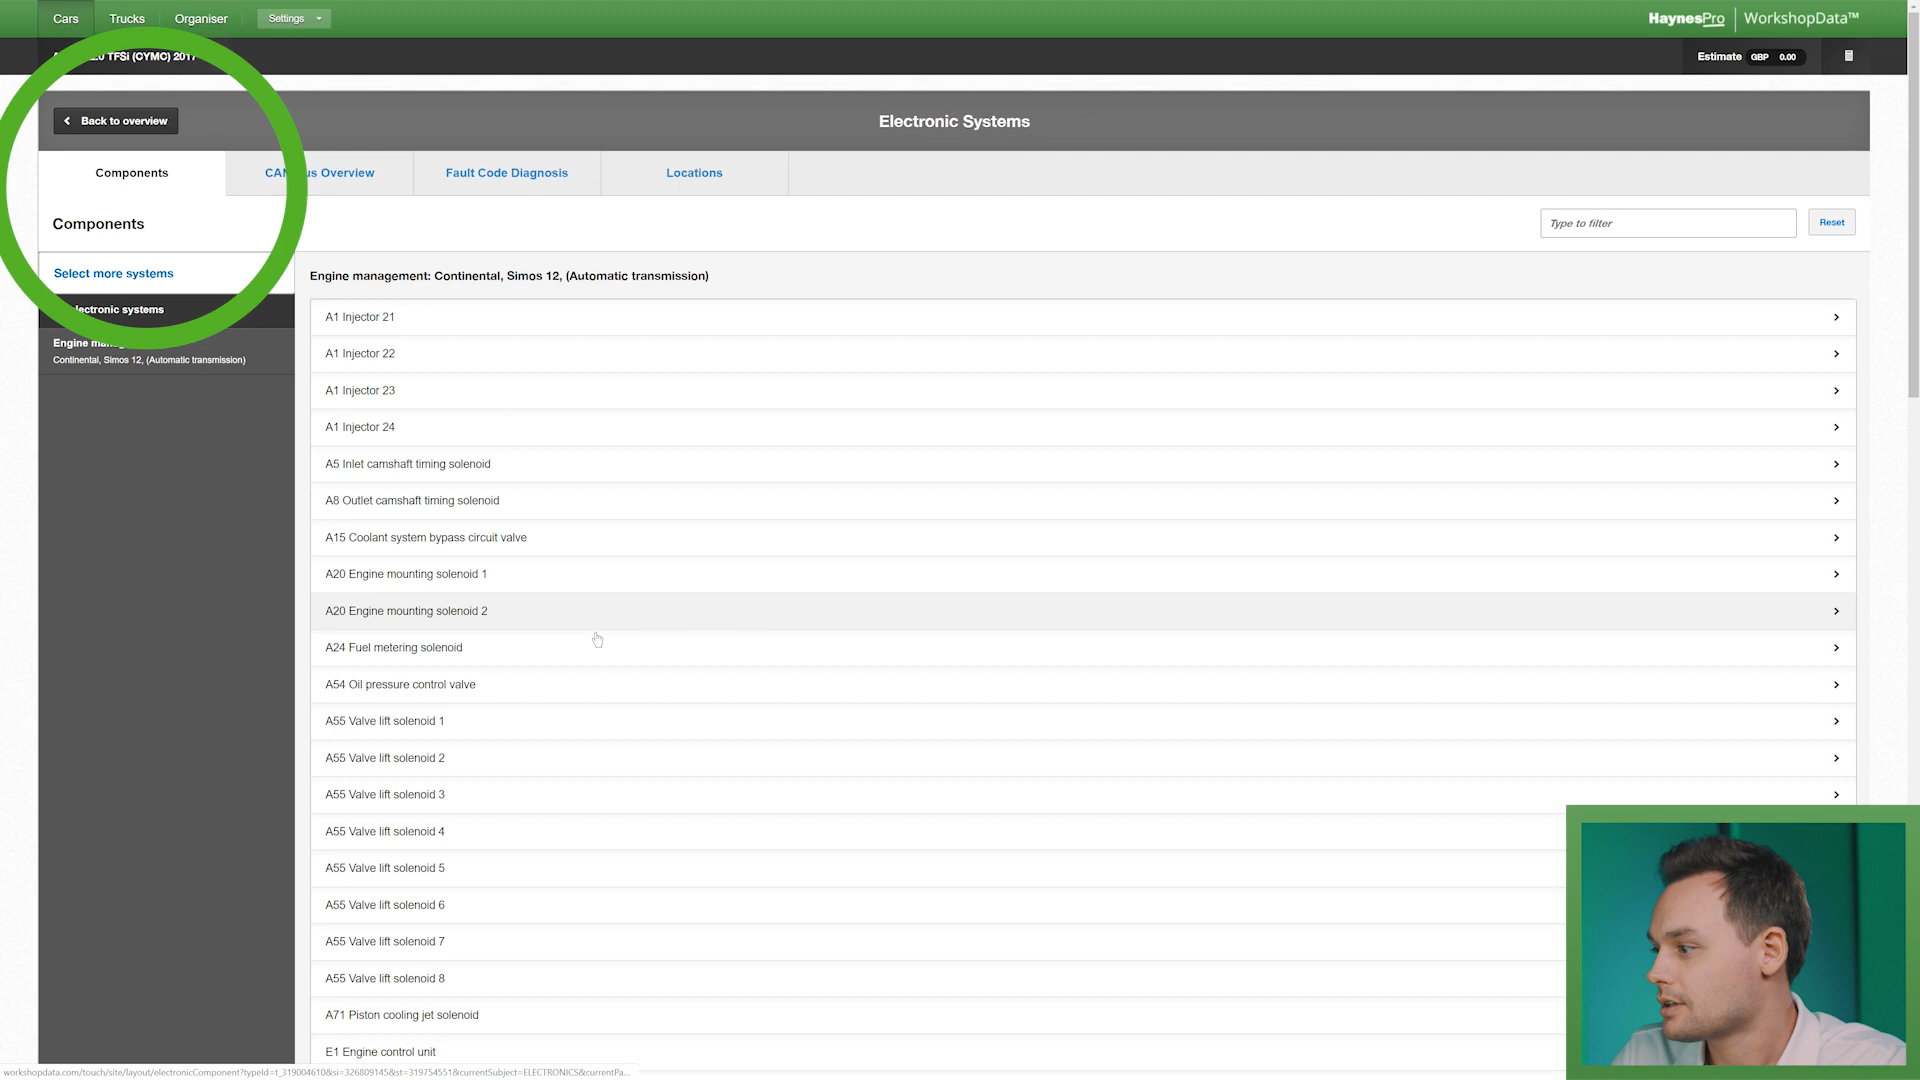 Cars Trucks Organiser Settings HaynesPro WorkshopData™
TFSi (CYMC) 2017 Estimate GBP 0.00
Back to overview Electronic Systems
Components Overview Fault Code Diagnosis Locations
Components Type to filter Reset
Select more systems
Engine management: Continental, Simos 12, (Automatic transmission)
systems
Engine
Continental, Simos 12, (Automatic transmission)
A1 Injector 21
A1 Injector 22
A1 Injector 23
A1 Injector 24
A5 Inlet camshaft timing solenoid
A8 Outlet camshaft timing solenoid
A15 Coolant system bypass circuit valve
A20 Engine mounting solenoid 1
A20 Engine mounting solenoid 2
A24 Fuel metering solenoid
A54 Oil pressure control valve
A55 Valve lift solenoid 1
A55 Valve lift solenoid 2
A55 Valve lift solenoid 3
A55 Valve lift solenoid 4
A55 Valve lift solenoid 5
A55 Valve lift solenoid 6
A55 Valve lift solenoid 7
A55 Valve lift solenoid 8
A71 Piston cooling jet solenoid
E1 Engine control unit
workshopdata.com/touch/site/layout/electronicComponent?typeId=t_319004610&si=326809145&st=319754551&currentSubject=ELECTRONICS&currentPa...